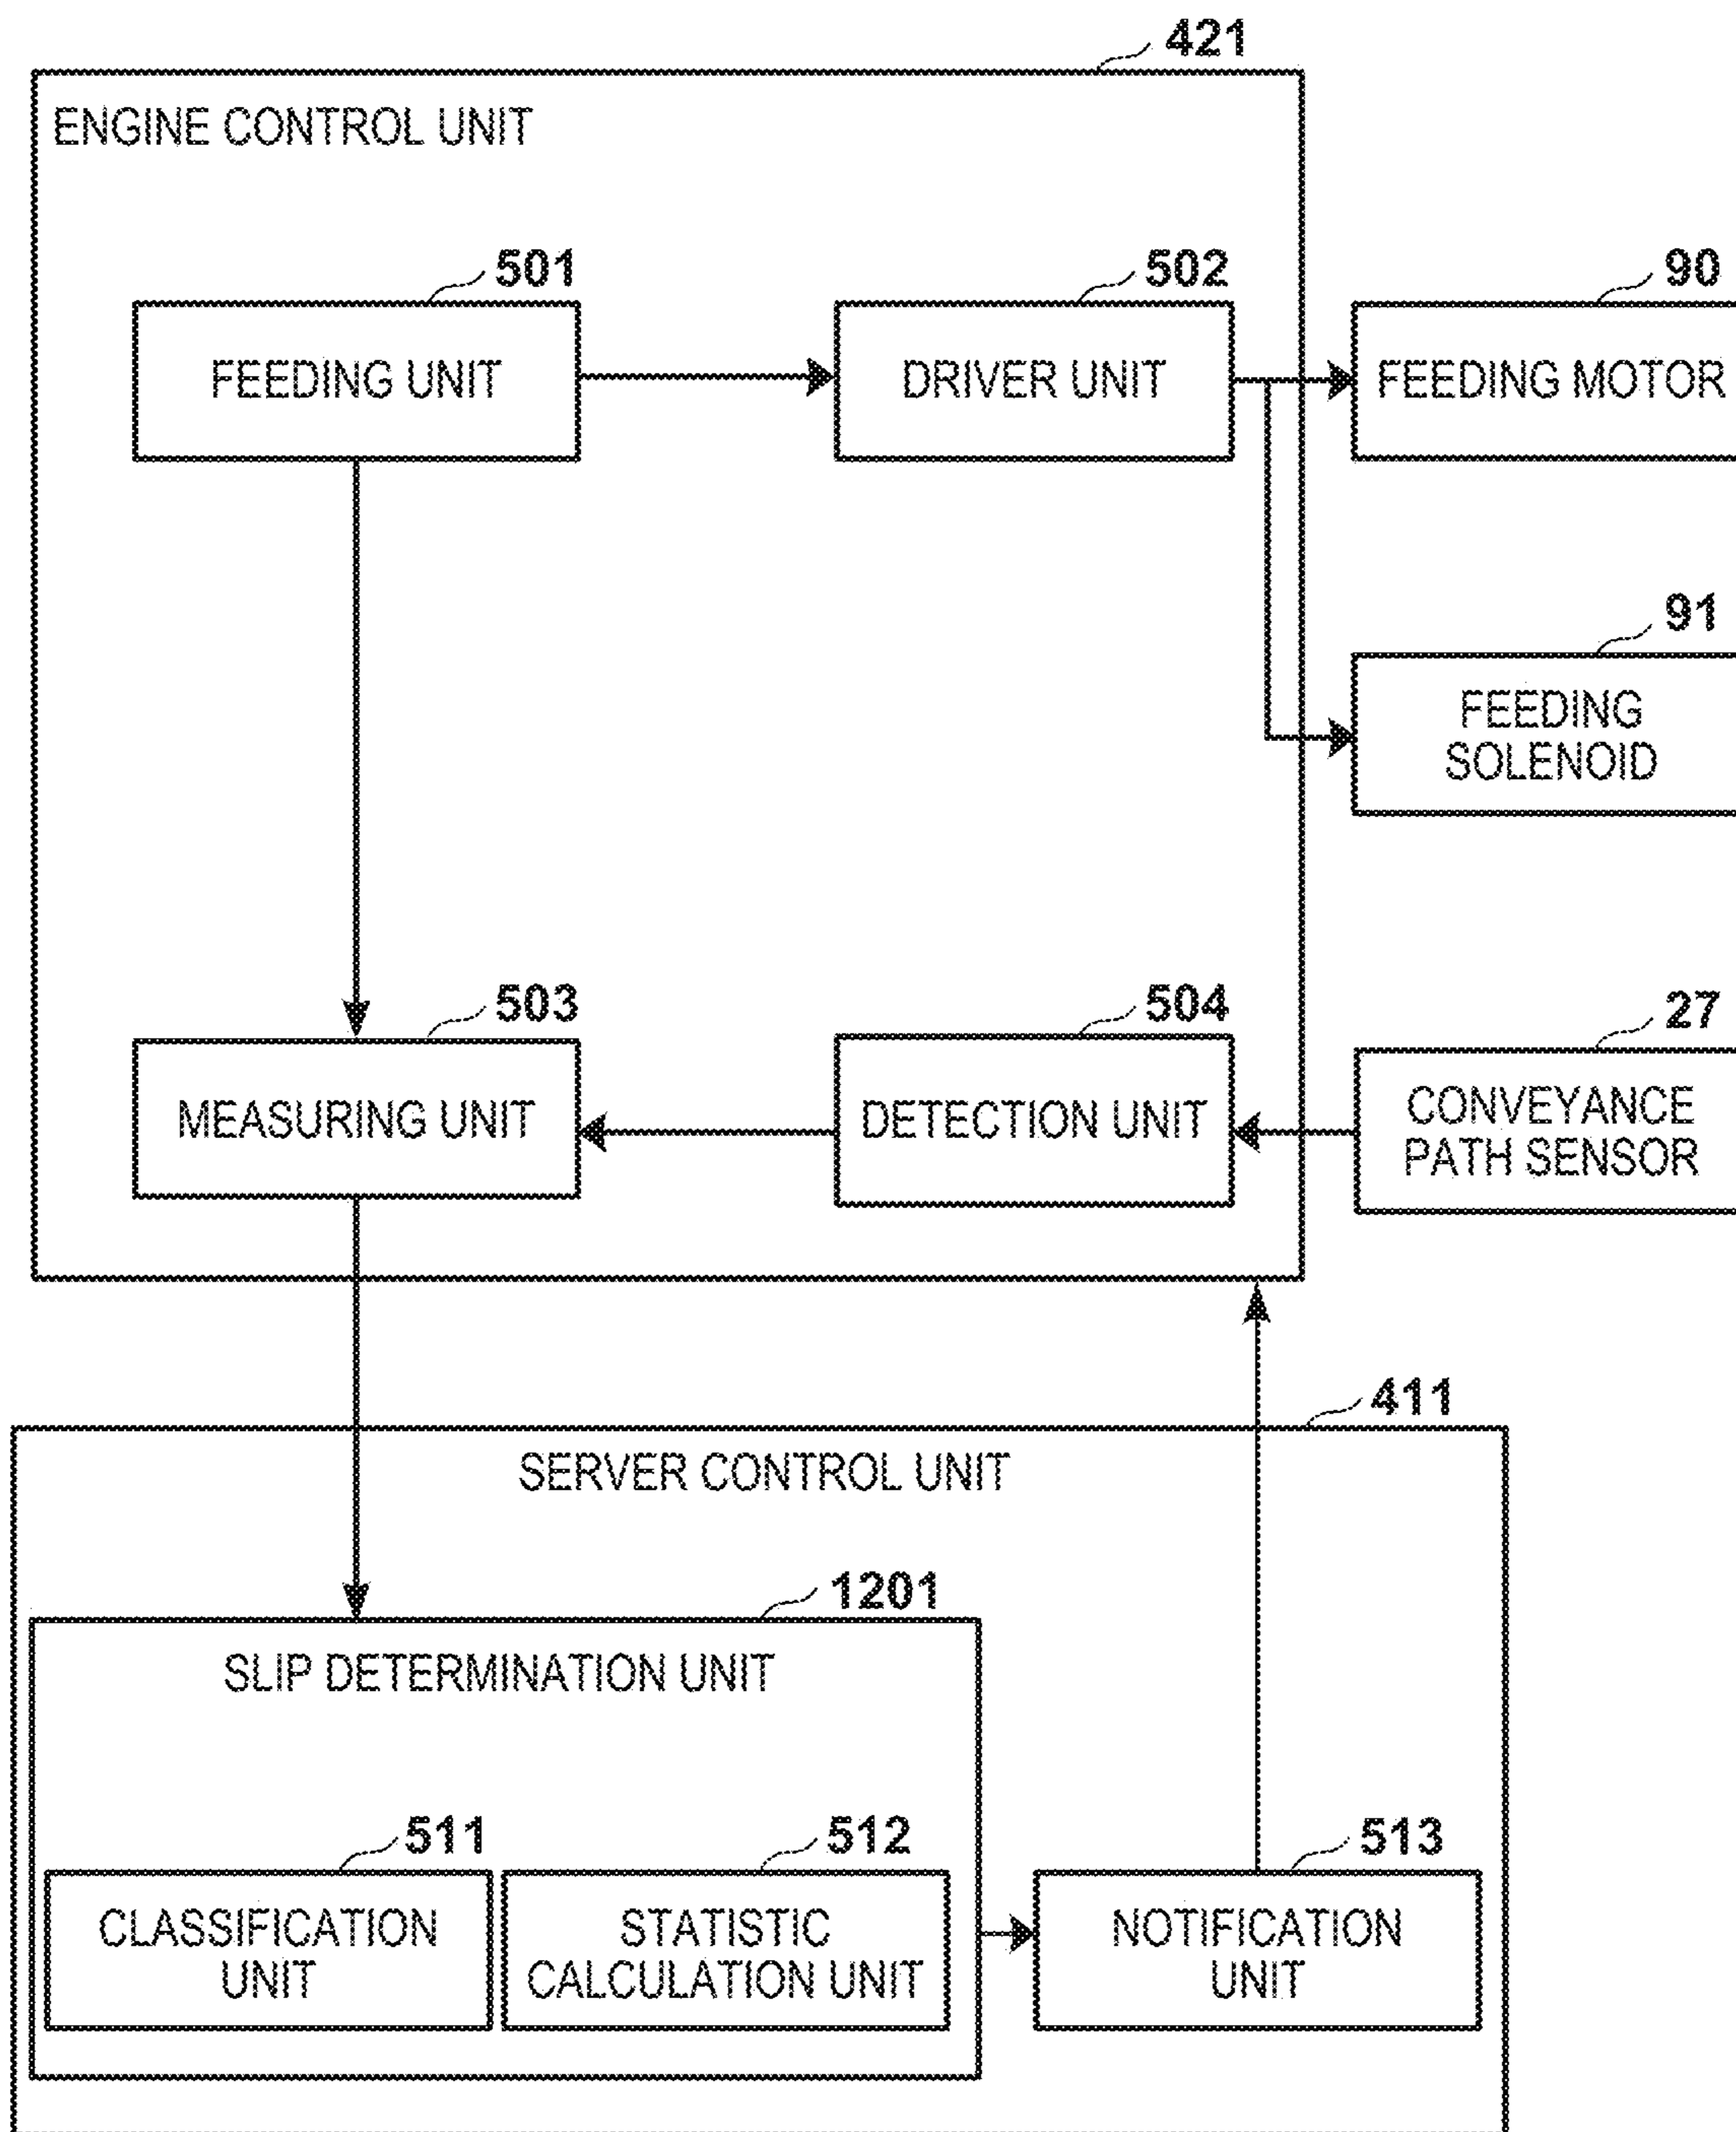 421
ENGINE CONTROL UNIT
501
502
90
FEEDING UNIT
DRIVER UNIT
FEEDING MOTOR
91
FEEDING
SOLENOID
503
504
27
MEASURING UNIT
DETECTION UNIT
CONVEYANCE
PATH SENSOR
411
SERVER CONTROL UNIT
1201
SLIP DETERMINATION UNIT
511
512
513
CLASSIFICATION
UNIT
STATISTIC
CALCULATION UNIT
NOTIFICATION
UNIT